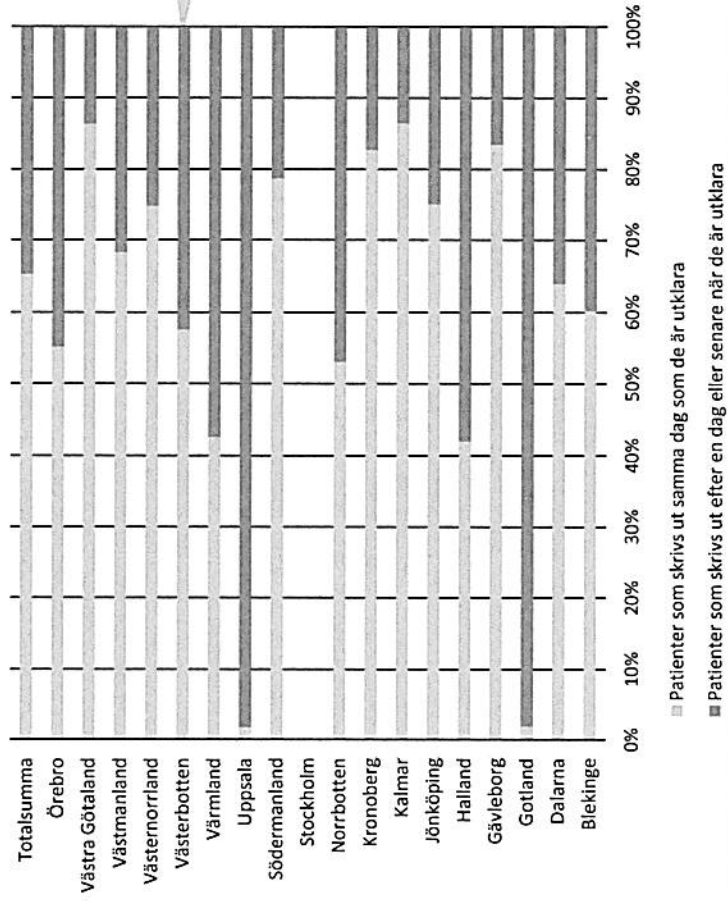 Totalsumma
Örebro
Västra Götaland
Västmanland
Västernorrland
Västerbotten
Värmland
Uppsala
Södermanland
Stockholm
Norrbotten
Kronoberg
Kalmar
Jönköping
Halland
Gävleborg
Gotland
Dalarna
Blekinge
0%
10%
20%
30%
40%
50%
60%
70%
80%
90%
100%
Patienter som skrivs ut samma dag som de är utklara
Patienter som skrivs ut efter en dag eller senare när de är utklara